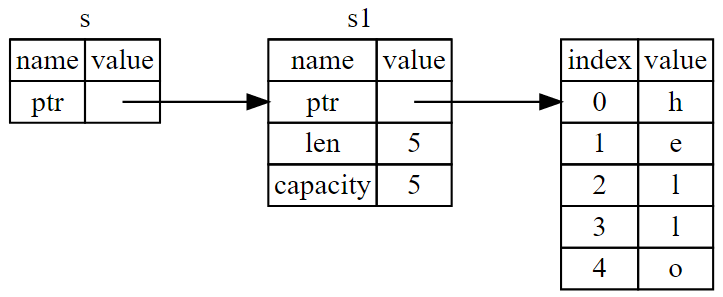 s
name value
ptr
s1
name value
ptr
len 5
capacity 5
index value
0 h
1 e
2 l
3 l
4 o